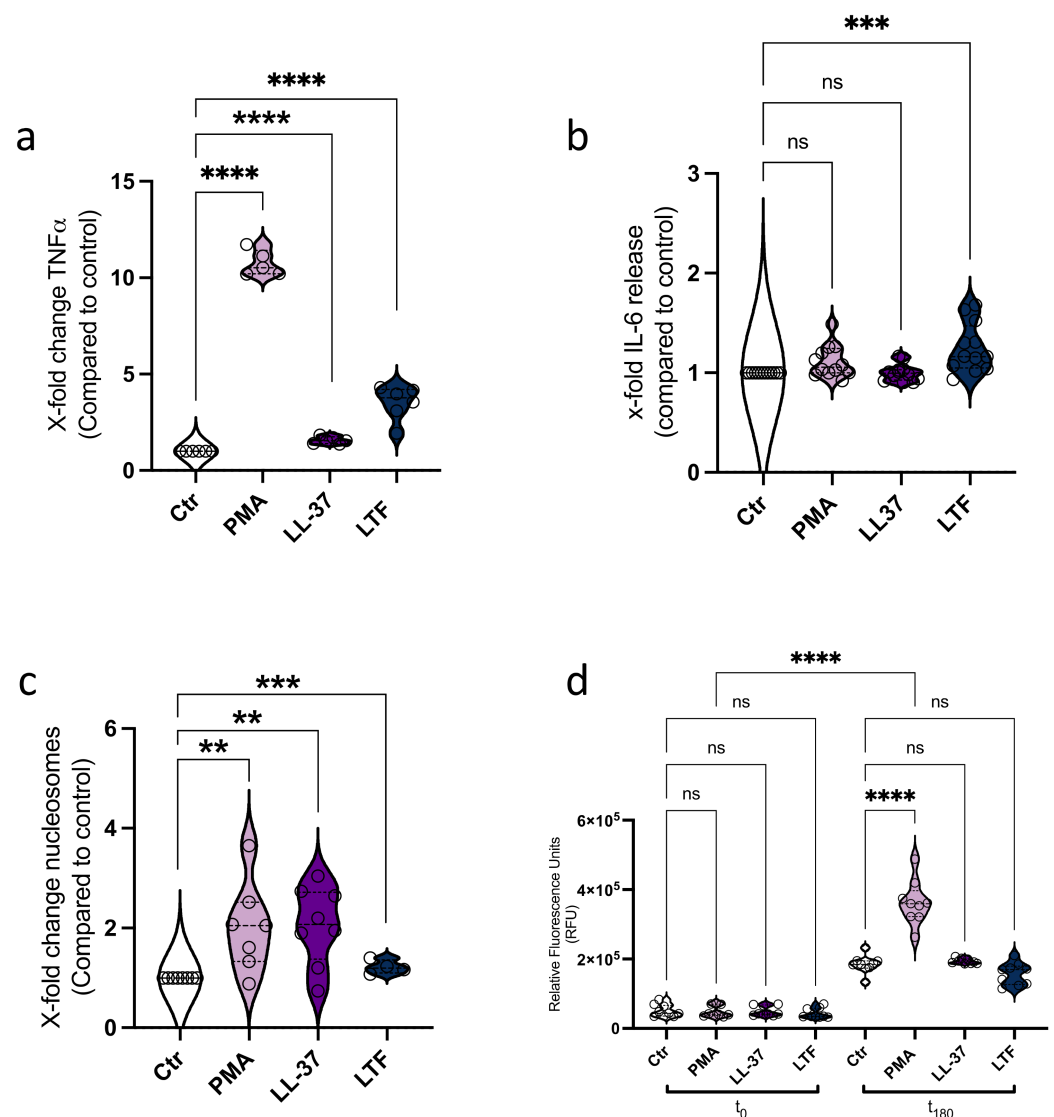 a
****
****
****
15
10
5
0
X-fold change TNFα
(Compared to control)
Ctr
PMA
LL-37
LTF
b
***
ns
ns
3
2
1
0
x-fold IL-6 release
(compared to control)
Ctr
PMA
LL37
LTF
c
***
**
**
6
4
2
0
X-fold change nucleosomes
(Compared to control)
Ctr
PMA
LL-37
LTF
d
****
ns
ns
ns
ns
ns
****
6×10⁵
4×10⁵
2×10⁵
0
Relative Fluorescence Units
(RFU)
Ctr
PMA
LL-37
LTF
Ctr
PMA
LL-37
LTF
t₀
t₁₈₀